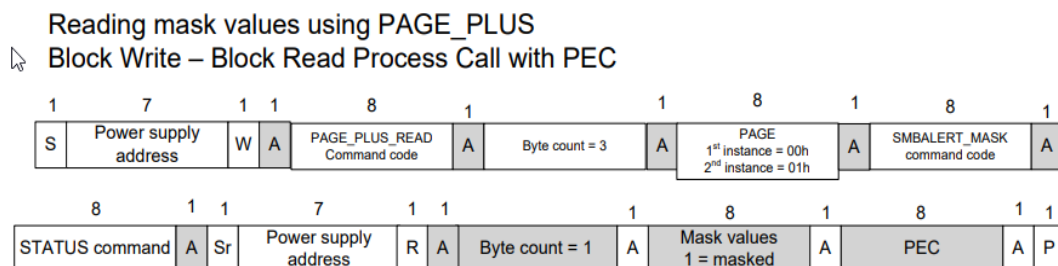 Reading mask values using PAGE_PLUS
Block Write – Block Read Process Call with PEC
1 7 1 1 8 1 1 8 1 8 1
S Power supply address W A PAGE_PLUS_READ Command code A Byte count = 3 A PAGE 1st instance = 00h 2nd instance = 01h A SMBALERT_MASK command code A
8 1 1 7 1 1 1 8 1 8 1 1
STATUS command A Sr Power supply address R A Byte count = 1 A Mask values 1 = masked A PEC A P